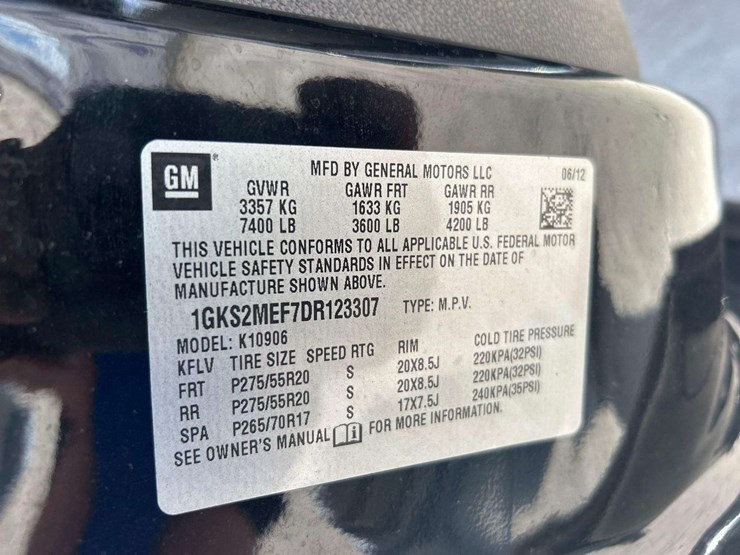 GM
MFD BY GENERAL MOTORS LLC 06/12
GVWR GAWR FRT GAWR RR
3357 KG 1633 KG 1905 KG
7400 LB 3600 LB 4200 LB
THIS VEHICLE CONFORMS TO ALL APPLICABLE U.S. FEDERAL MOTOR
VEHICLE SAFETY STANDARDS IN EFFECT ON THE DATE OF
MANUFACTURE SHOWN ABOVE.
1GKS2MEF7DR123307 TYPE: M.P.V.
MODEL: K10906
KFLV TIRE SIZE SPEED RTG RIM COLD TIRE PRESSURE
FRT P275/55R20 S 20X8.5J 220KPA(32PSI)
RR P275/55R20 S 20X8.5J 220KPA(32PSI)
SPA P265/70R17 S 17X7.5J 240KPA(35PSI)
SEE OWNER'S MANUAL i FOR MORE INFORMATION.